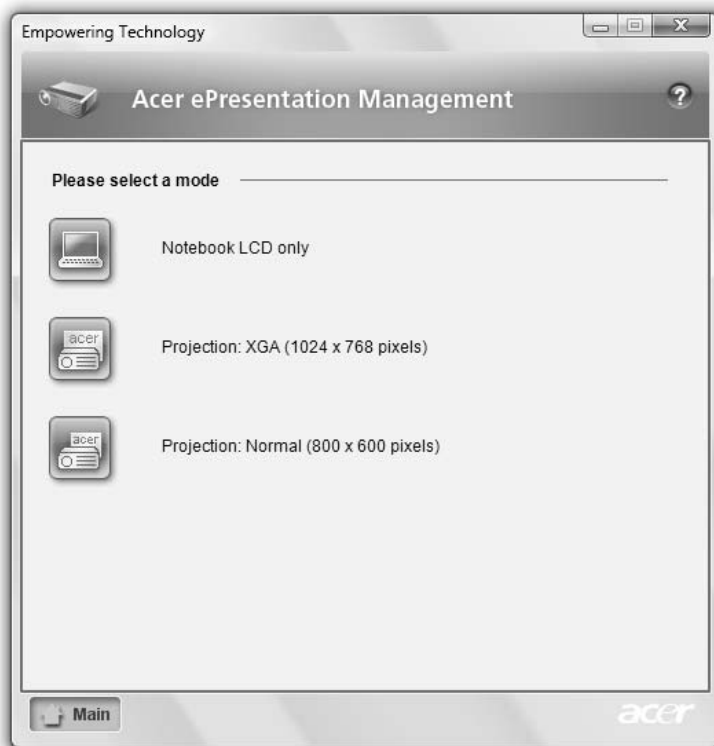 Empowering Technology
Acer ePresentation Management
?
Please select a mode
Notebook LCD only
acer
Projection: XGA (1024 x 768 pixels)
acer
Projection: Normal (800 x 600 pixels)
Main
acer